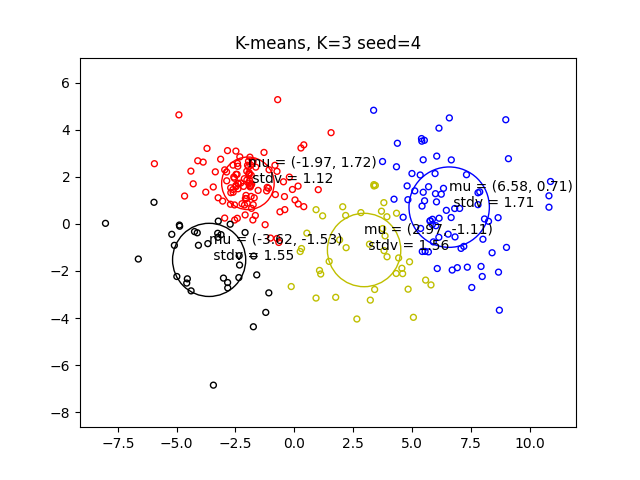 K-means, K=3 seed=4
6
4
2
0
−2
−4
−6
−8
mu = (-1.97, 1.72)
stdv = 1.12
mu = (6.58, 0.71)
stdv = 1.71
mu = (2.97, -1.11)
stdv = 1.56
mu = (-3.62, -1.53)
stdv = 1.55
−7.5 −5.0 −2.5 0.0 2.5 5.0 7.5 10.0